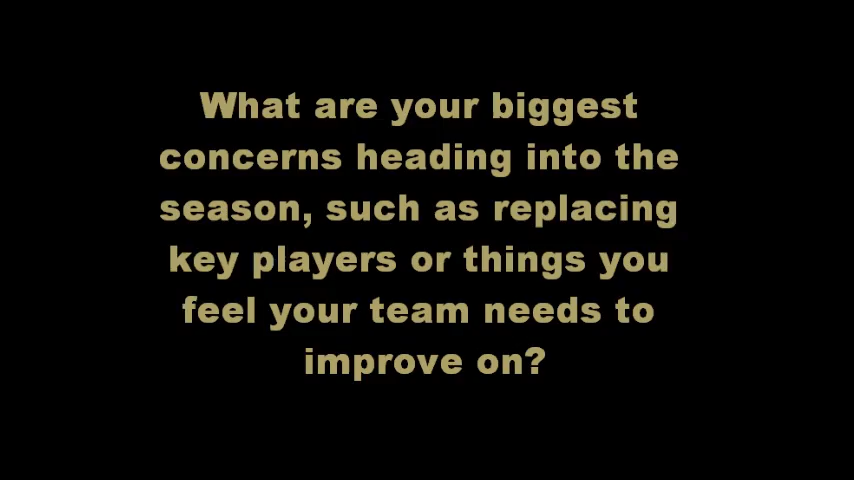 What are your biggest
concerns heading into the
season, such as replacing
key players or things you
feel your team needs to
improve on?